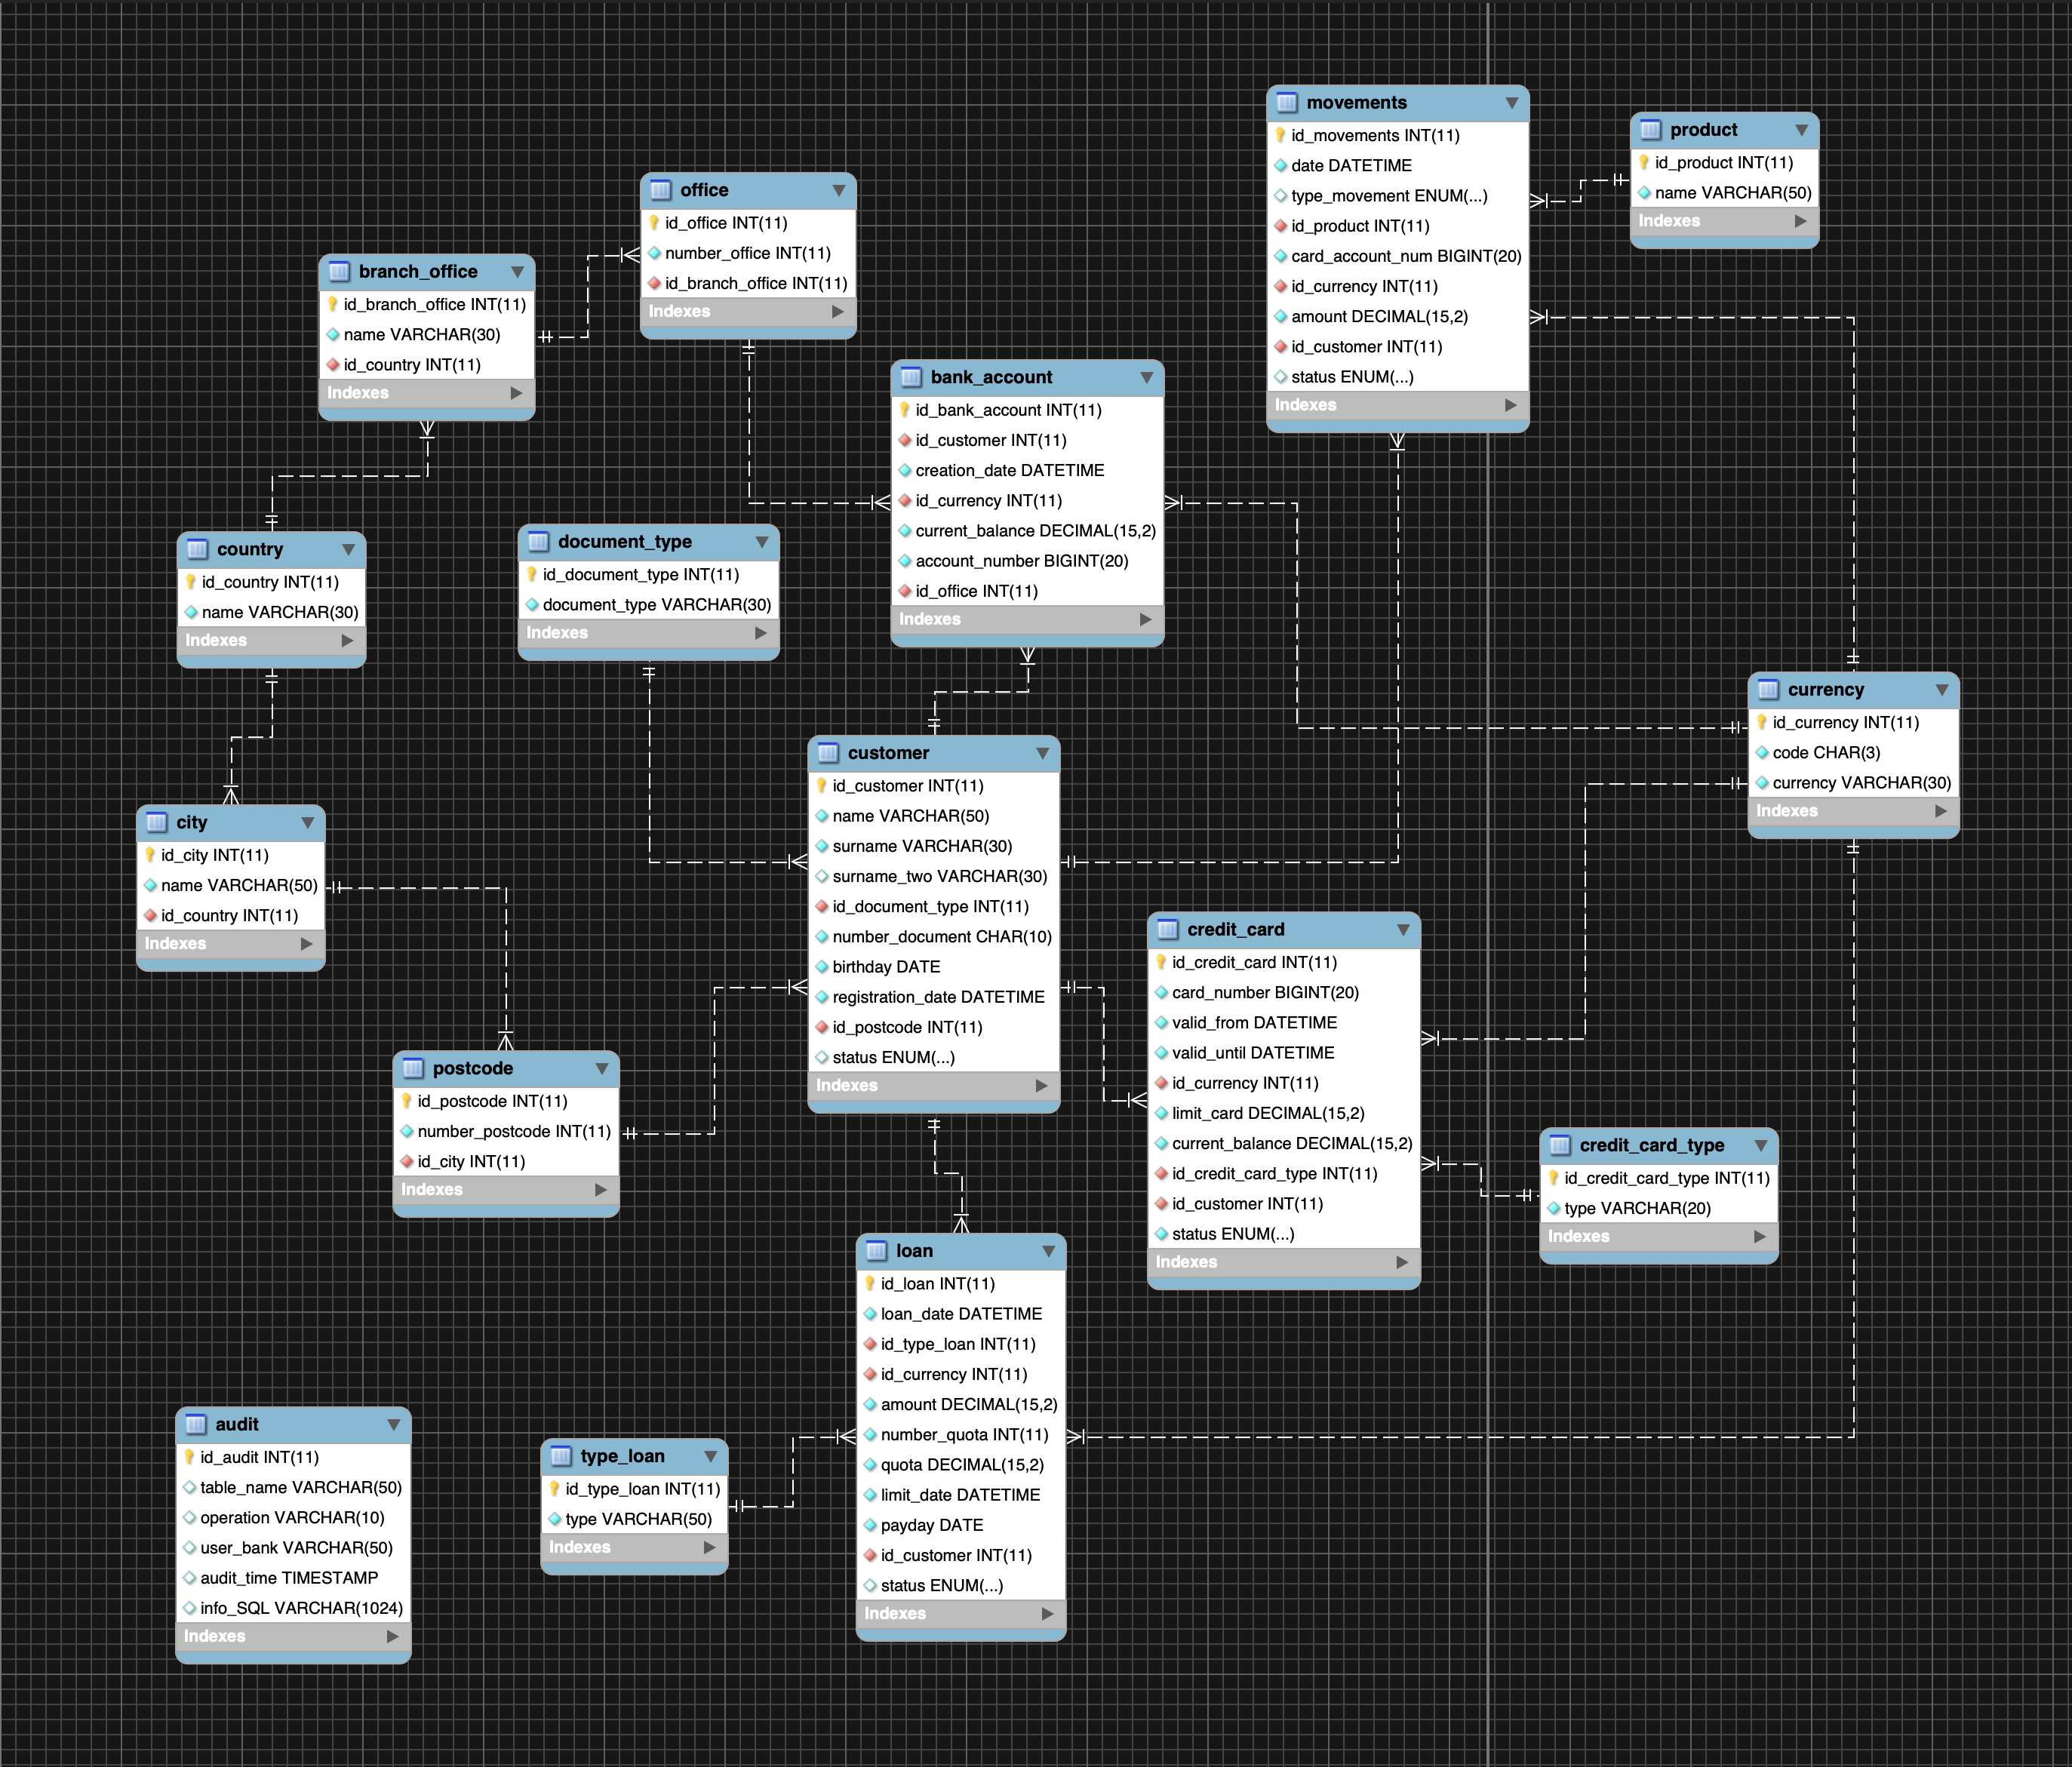 movements
id_movements INT(11)
date DATETIME
type_movement ENUM(...)
id_product INT(11)
card_account_num BIGINT(20)
id_currency INT(11)
amount DECIMAL(15,2)
id_customer INT(11)
status ENUM(...)
Indexes
product
id_product INT(11)
name VARCHAR(50)
Indexes
office
id_office INT(11)
number_office INT(11)
id_branch_office INT(11)
Indexes
branch_office
id_branch_office INT(11)
name VARCHAR(30)
id_country INT(11)
Indexes
bank_account
id_bank_account INT(11)
id_customer INT(11)
creation_date DATETIME
id_currency INT(11)
current_balance DECIMAL(15,2)
account_number BIGINT(20)
id_office INT(11)
Indexes
country
id_country INT(11)
name VARCHAR(30)
Indexes
document_type
id_document_type INT(11)
document_type VARCHAR(30)
Indexes
currency
id_currency INT(11)
code CHAR(3)
currency VARCHAR(30)
Indexes
customer
id_customer INT(11)
name VARCHAR(50)
surname VARCHAR(30)
surname_two VARCHAR(30)
id_document_type INT(11)
number_document CHAR(10)
birthday DATE
registration_date DATETIME
id_postcode INT(11)
status ENUM(...)
Indexes
city
id_city INT(11)
name VARCHAR(50)
id_country INT(11)
Indexes
credit_card
id_credit_card INT(11)
card_number BIGINT(20)
valid_from DATETIME
valid_until DATETIME
id_currency INT(11)
limit_card DECIMAL(15,2)
current_balance DECIMAL(15,2)
id_credit_card_type INT(11)
id_customer INT(11)
status ENUM(...)
Indexes
postcode
id_postcode INT(11)
number_postcode INT(11)
id_city INT(11)
Indexes
credit_card_type
id_credit_card_type INT(11)
type VARCHAR(20)
Indexes
loan
id_loan INT(11)
loan_date DATETIME
id_type_loan INT(11)
id_currency INT(11)
amount DECIMAL(15,2)
number_quota INT(11)
quota DECIMAL(15,2)
limit_date DATETIME
payday DATE
id_customer INT(11)
status ENUM(...)
Indexes
audit
id_audit INT(11)
table_name VARCHAR(50)
operation VARCHAR(10)
user_bank VARCHAR(50)
audit_time TIMESTAMP
info_SQL VARCHAR(1024)
Indexes
type_loan
id_type_loan INT(11)
type VARCHAR(50)
Indexes